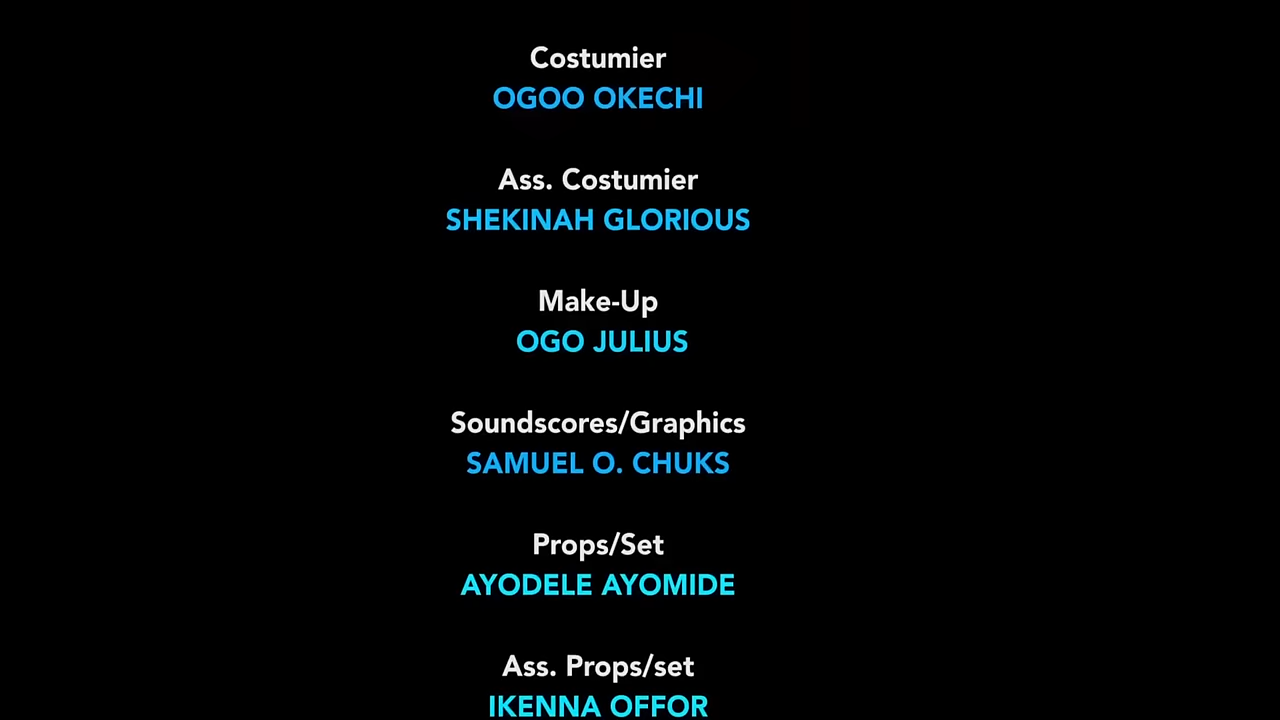 Costumier
OGOO OKECHI
Ass. Costumier
SHEKINAH GLORIOUS
Make-Up
OGO JULIUS
Soundscores/Graphics
SAMUEL O. CHUKS
Props/Set
AYODELE AYOMIDE
Ass. Props/set
IKENNA OFFOR